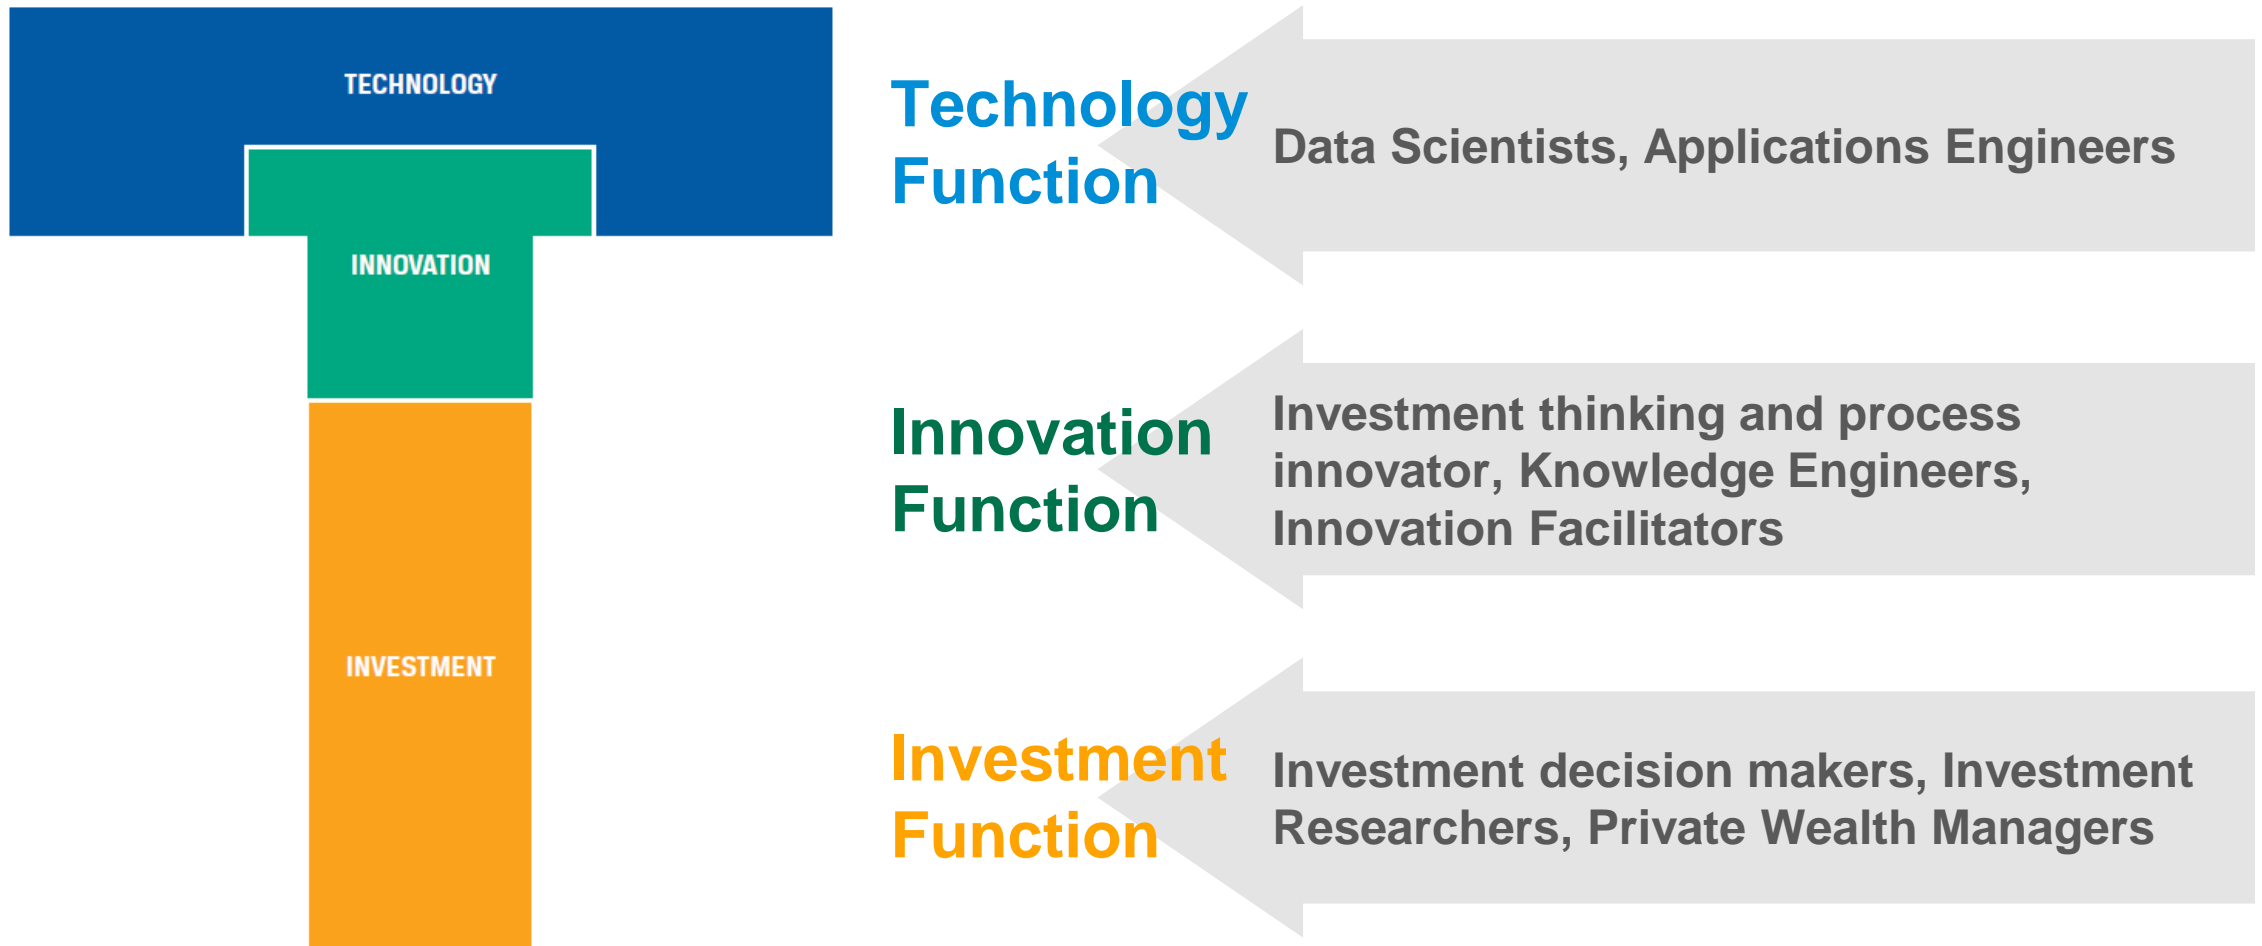 TECHNOLOGY
INNOVATION
INVESTMENT
Technology
Function
Data Scientists, Applications Engineers
Innovation
Function
Investment thinking and process
innovator, Knowledge Engineers,
Innovation Facilitators
Investment
Function
Investment decision makers, Investment
Researchers, Private Wealth Managers